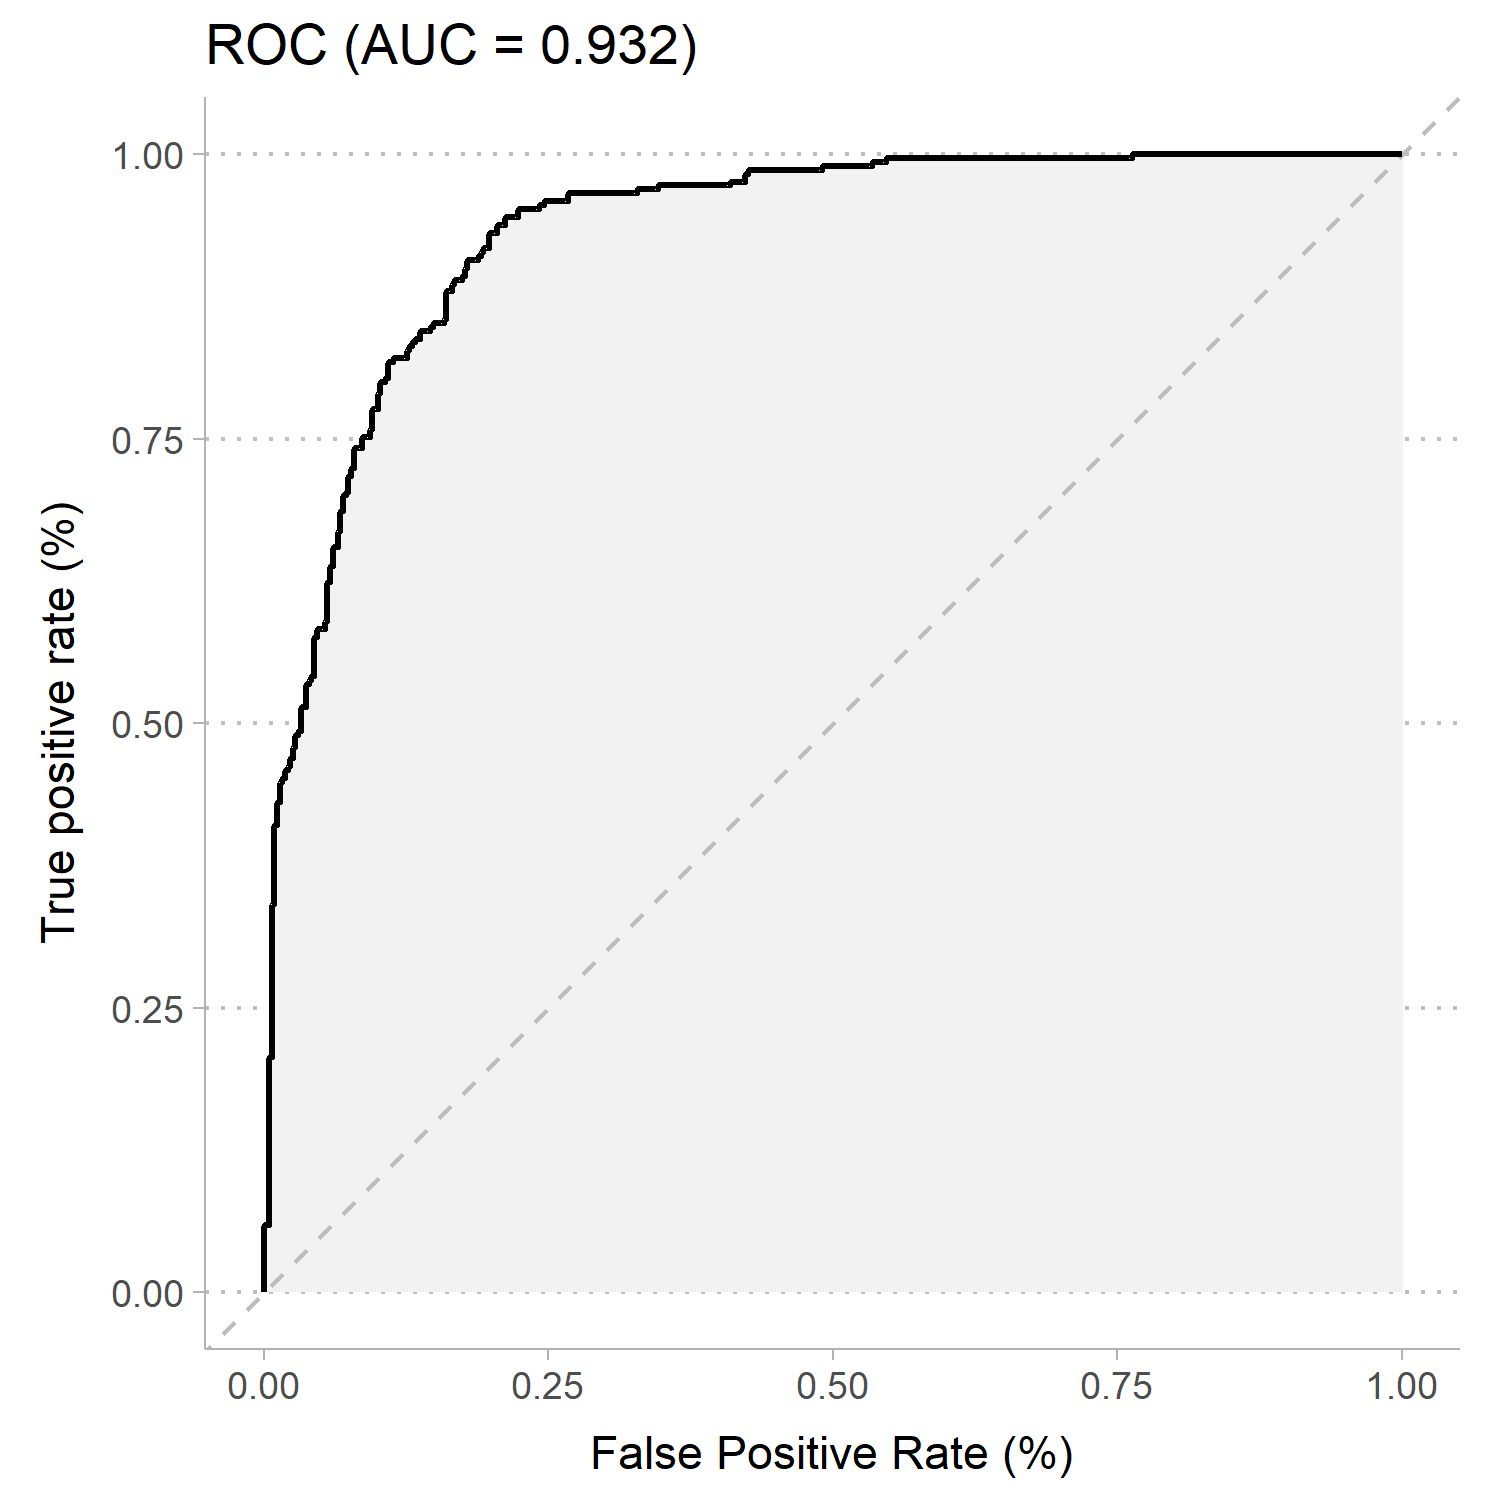 ROC (AUC = 0.932)
1.00
0.75
0.50
0.25
0.00
True positive rate (%)
0.00 0.25 0.50 0.75 1.00
False Positive Rate (%)